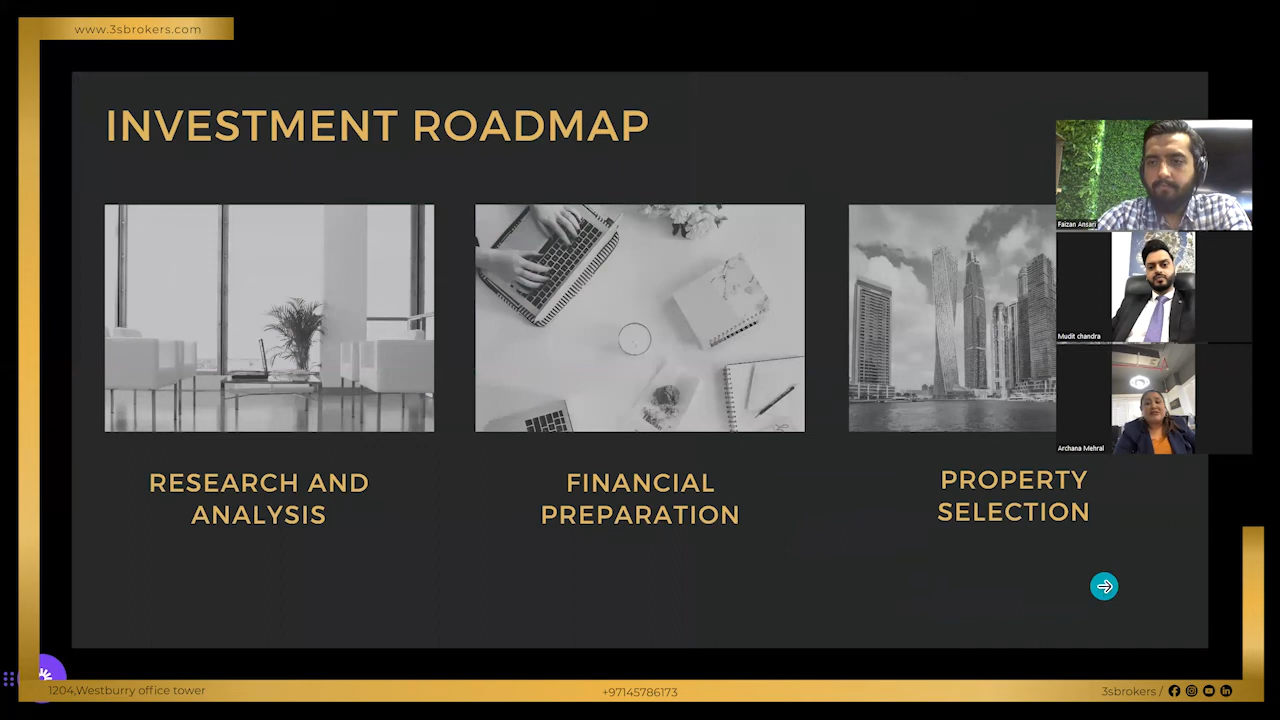 www.3sbrokers.com
INVESTMENT ROADMAP
Faizan Ansari
Mudit chandra
Archana Mehral
RESEARCH AND
ANALYSIS
FINANCIAL
PREPARATION
PROPERTY
SELECTION
1204,Westburry office tower
+97145786173
3sbrokers /